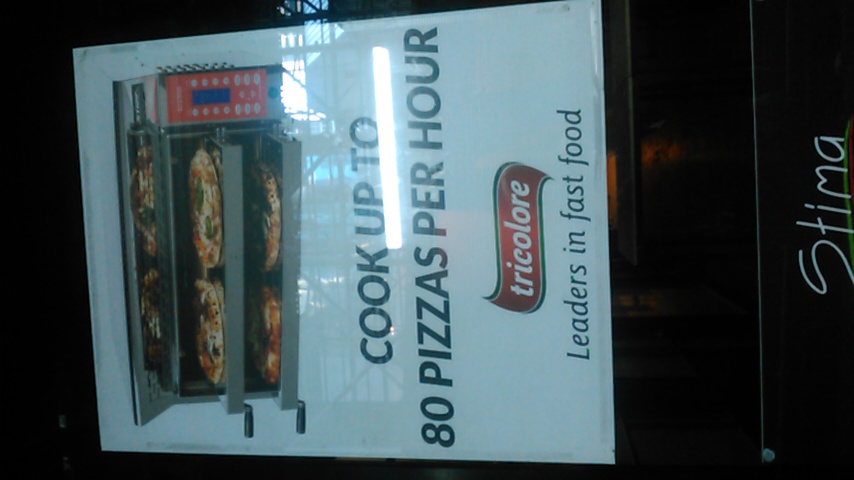 COOK UP TO
80 PIZZAS PER HOUR
tricolore
Leaders in fast food
Stima